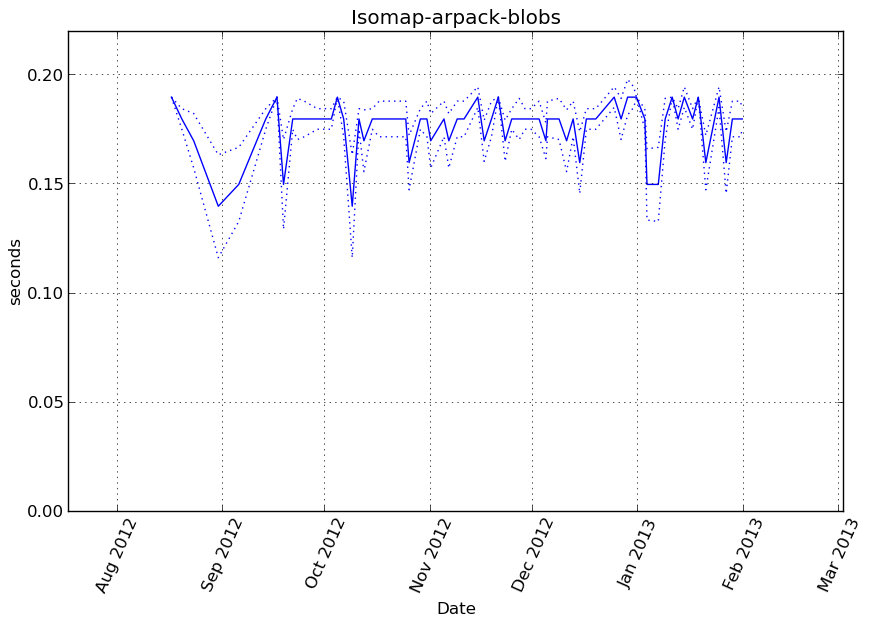 Isomap-arpack-blobs
0.20
0.15
0.10
0.05
0.00
seconds
Aug 2012
Sep 2012
Oct 2012
Nov 2012
Dec 2012
Jan 2013
Feb 2013
Mar 2013
Date